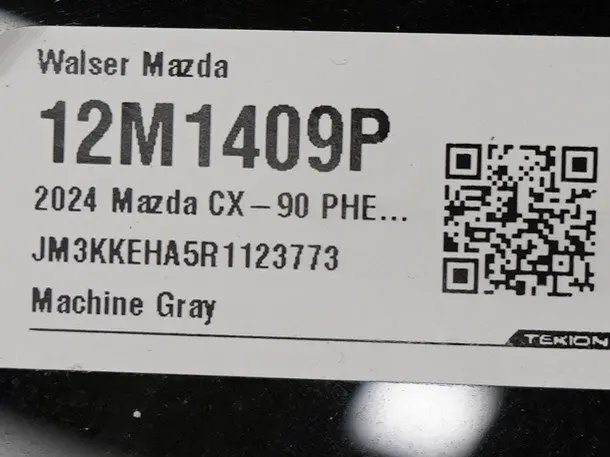 Walser Mazda
12M1409P
2024 Mazda CX-90 PHE...
JM3KKEHA5R1123773
Machine Gray
TEKION